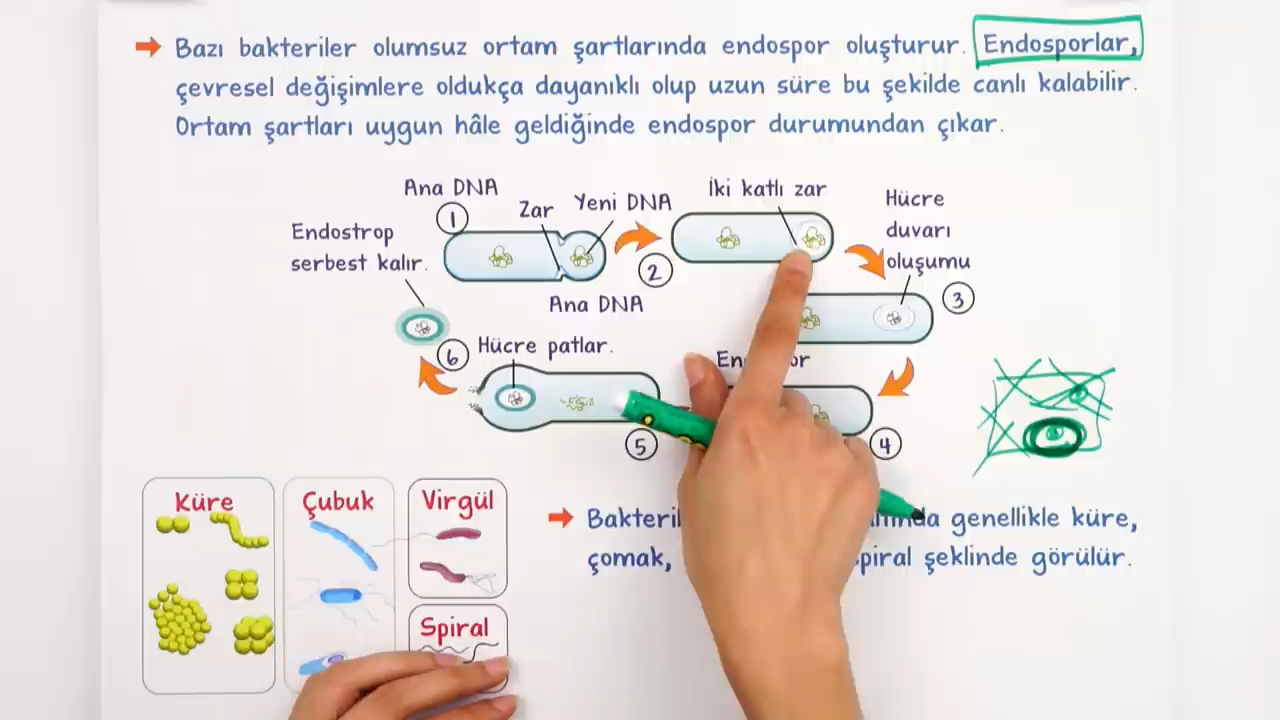 Bazı bakteriler olumsuz ortam şartlarında endospor oluşturur. Endosporlar,
çevresel değişimlere oldukça dayanıklı olup uzun süre bu şekilde canlı kalabilir.
Ortam şartları uygun hâle geldiğinde endospor durumundan çıkar.
Ana DNA
1
Zar
Yeni DNA
Ana DNA
2
İki katlı zar
Hücre
duvarı
oluşumu
3
4
Hücre patlar.
5
6
Endostrop
serbest kalır.
Küre
Çubuk
Virgül
Spiral
genellikle küre,
çomak, spiral şeklinde görülür.